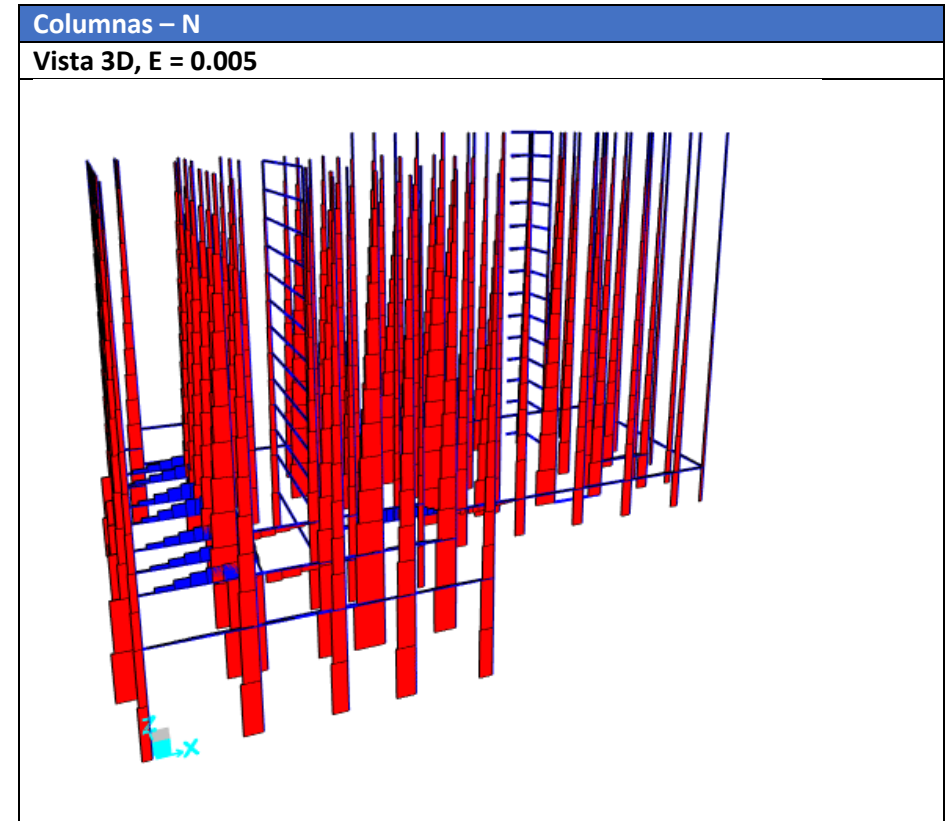 Columnas – N
Vista 3D, E = 0.005
Z
X